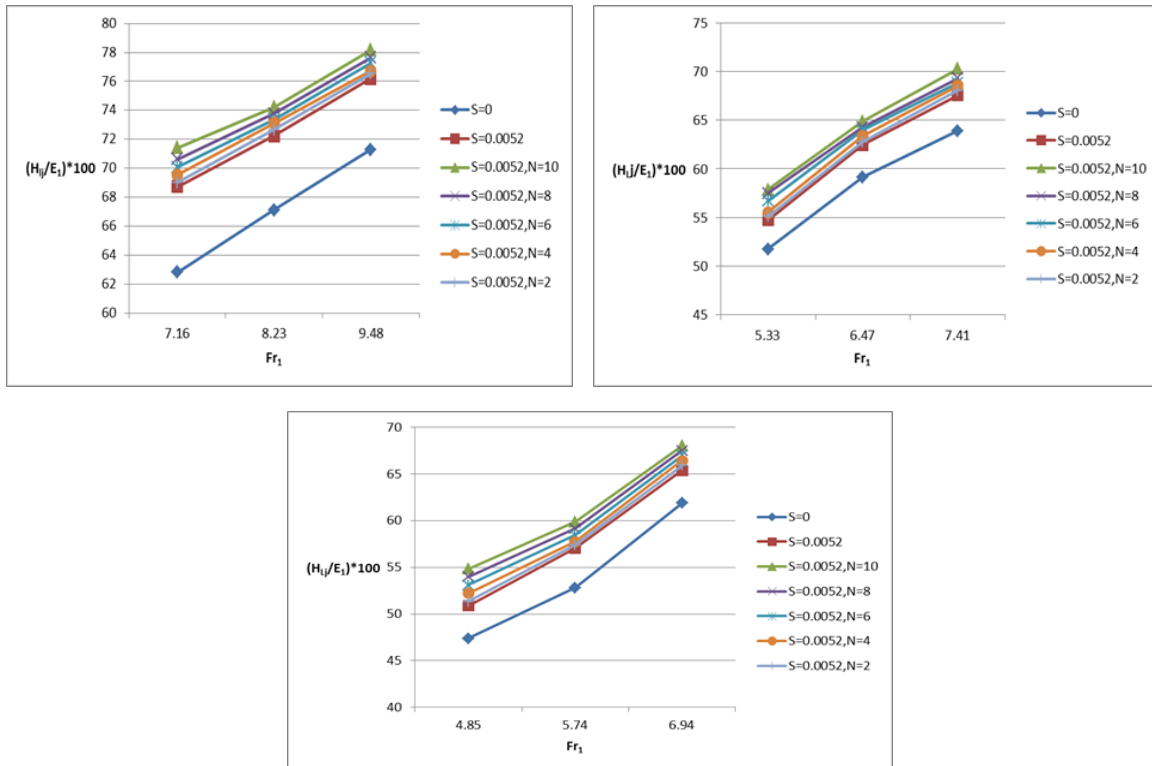 80
78
76
74
72
70
68
66
64
62
60
(Hlj/E1)*100
7.16 8.23 9.48
Fr1
S=0
S=0.0052
S=0.0052,N=10
S=0.0052,N=8
S=0.0052,N=6
S=0.0052,N=4
S=0.0052,N=2
75
70
65
60
55
50
45
(HLj/E1)*100
5.33 6.47 7.41
Fr1
S=0
S=0.0052
S=0.0052,N=10
S=0.0052,N=8
S=0.0052,N=6
S=0.0052,N=4
S=0.0052,N=2
70
65
60
55
50
45
40
(HLj/E1)*100
4.85 5.74 6.94
Fr1
S=0
S=0.0052
S=0.0052,N=10
S=0.0052,N=8
S=0.0052,N=6
S=0.0052,N=4
S=0.0052,N=2